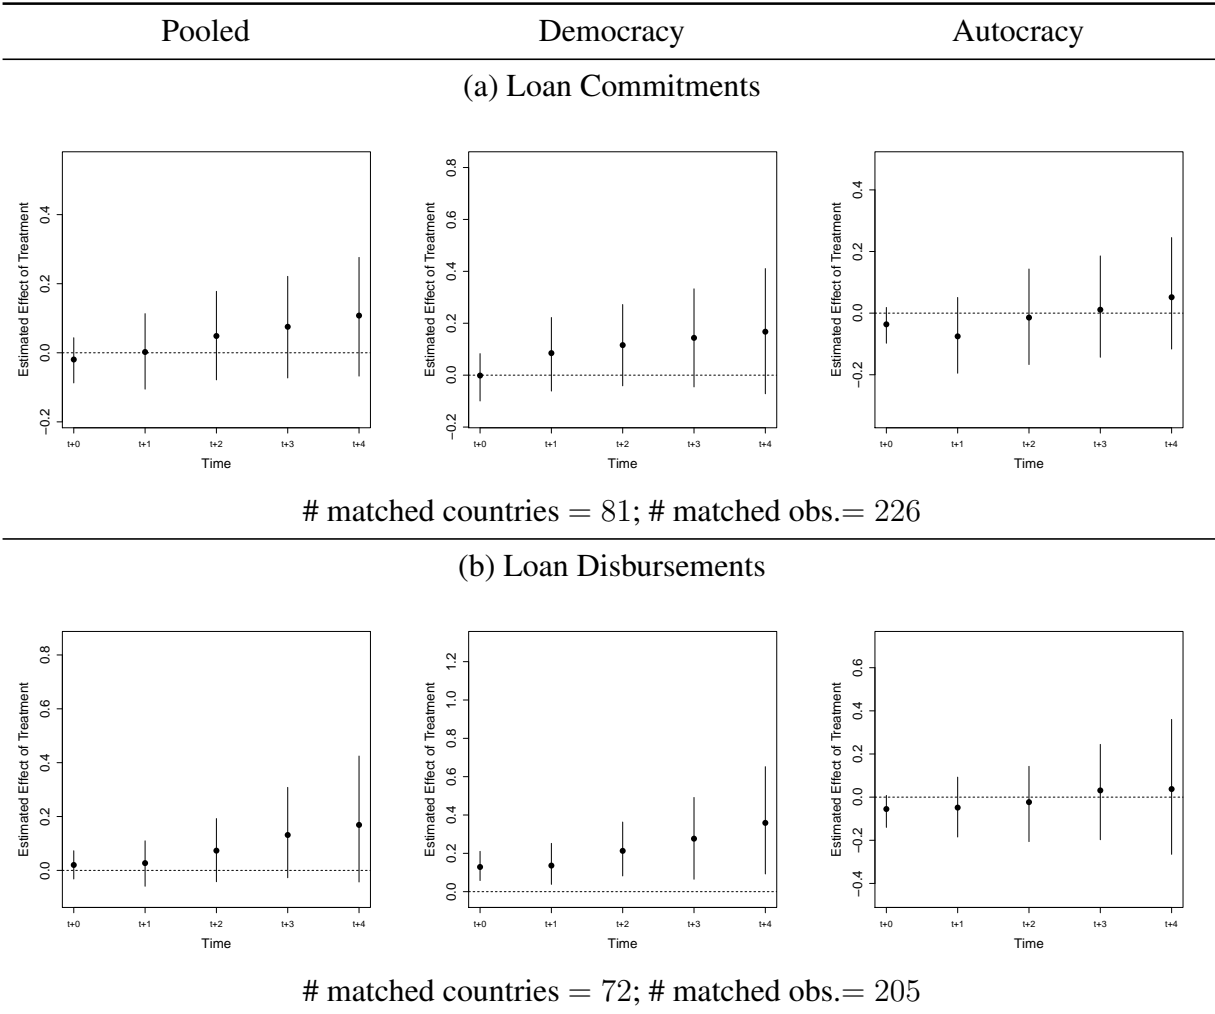 Pooled Democracy Autocracy
(a) Loan Commitments
Estimated Effect of Treatment
−0.2 0.0 0.2 0.4
t+0 t+1 t+2 t+3 t+4
Time
Estimated Effect of Treatment
−0.2 0.0 0.2 0.4 0.6 0.8
t+0 t+1 t+2 t+3 t+4
Time
Estimated Effect of Treatment
−0.2 0.0 0.2 0.4
t+0 t+1 t+2 t+3 t+4
Time
# matched countries = 81; # matched obs.= 226
(b) Loan Disbursements
Estimated Effect of Treatment
0.0 0.2 0.4 0.6 0.8
t+0 t+1 t+2 t+3 t+4
Time
Estimated Effect of Treatment
0.0 0.2 0.4 0.6 0.8 1.0 1.2
t+0 t+1 t+2 t+3 t+4
Time
Estimated Effect of Treatment
−0.4 −0.2 0.0 0.2 0.4 0.6
t+0 t+1 t+2 t+3 t+4
Time
# matched countries = 72; # matched obs.= 205